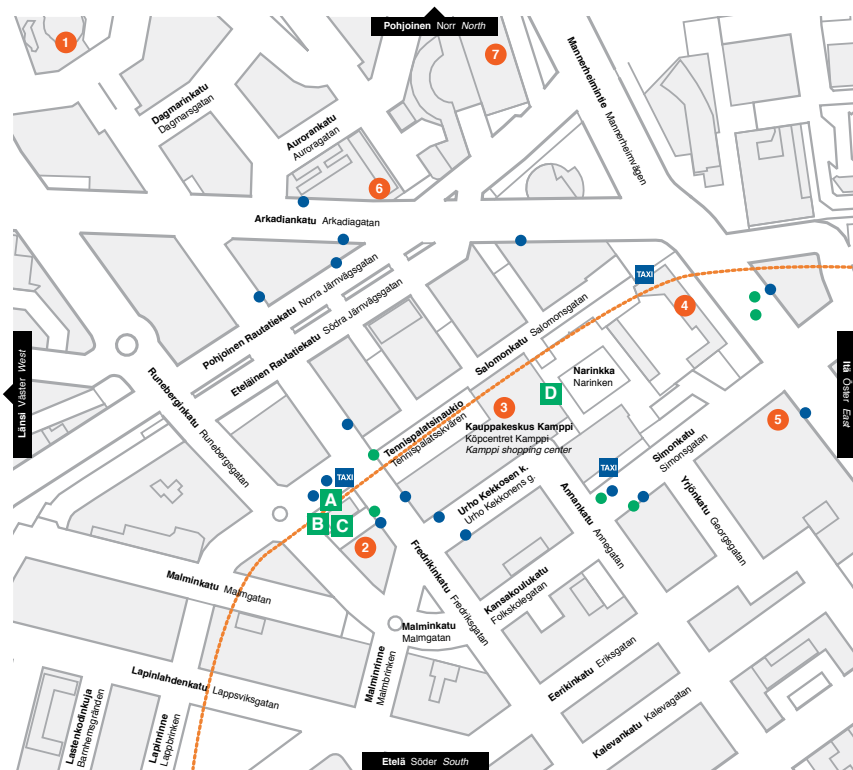 Pohjoinen Norr North
1
7
Dagmarinkatu
Dagmarsgatan
Aurorankatu
Auroragatan
Mannerheimintie Mannerheimvägen
6
Arkadiankatu Arkadiagatan
TAXI
4
Pohjoinen Rautatiekatu Norra Järnvägsgatan
Eteläinen Rautatiekatu Södra Järnvägsgatan
Salomonkatu Salomonsgatan
Länsi Väster West
Itä Öster East
Runeberginkatu Runebergsgatan
Narinkka
Narinken
D
3
5
Tennispalatsinaukio
Tennispalatsskvären
Kauppakeskus Kamppi
Köpcentret Kamppi
Kamppi shopping center
Simonkatu
Simonsgatan
TAXI
TAXI
A
B
C
2
Urho Kekkosen k.
Urho Kekkonens g.
Annankatu Annegatan
Yrjönkatu Georgsgatan
Fredrikinkatu Fredriksgatan
Malminkatu Malmgatan
Kansakoulukatu
Folkskolegatan
Malminkatu
Malmgatan
Malminrinne
Malmbrinken
Eerikinkatu Eriksgatan
Lapinlahdenkatu Lappsviksgatan
Lastenkodinkuja
Barnhemsgränden
Lapinrinne
Lappbrinken
Kalevankatu Kalevagatan
Etelä Söder South